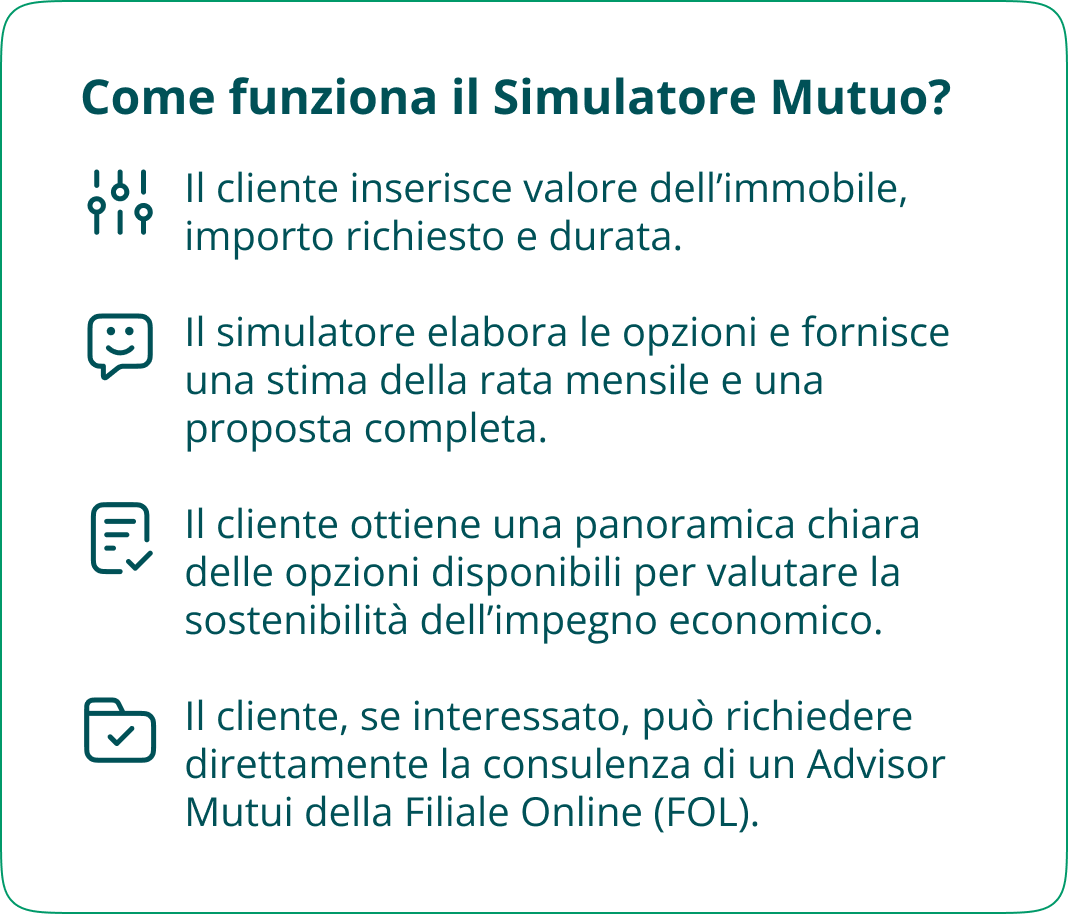 Come funziona il Simulatore Mutuo?
Il cliente inserisce valore dell’immobile,
importo richiesto e durata.
Il simulatore elabora le opzioni e fornisce
una stima della rata mensile e una
proposta completa.
Il cliente ottiene una panoramica chiara
delle opzioni disponibili per valutare la
sostenibilità dell’impegno economico.
Il cliente, se interessato, può richiedere
direttamente la consulenza di un Advisor
Mutui della Filiale Online (FOL).